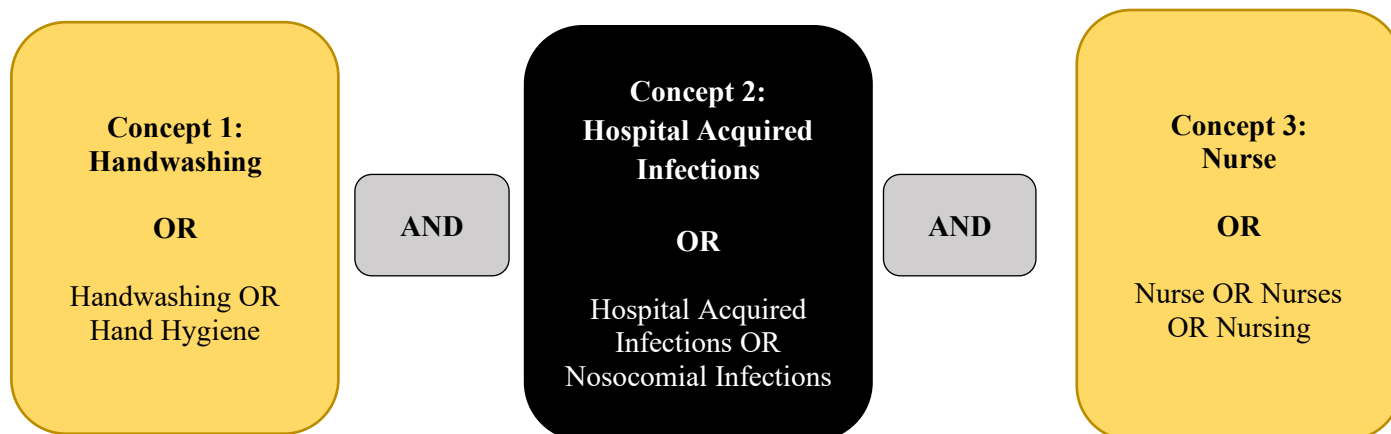 Concept 1:
Handwashing
OR
Handwashing OR
Hand Hygiene
AND
Concept 2:
Hospital Acquired
Infections
OR
Hospital Acquired
Infections OR
Nosocomial Infections
AND
Concept 3:
Nurse
OR
Nurse OR Nurses
OR Nursing